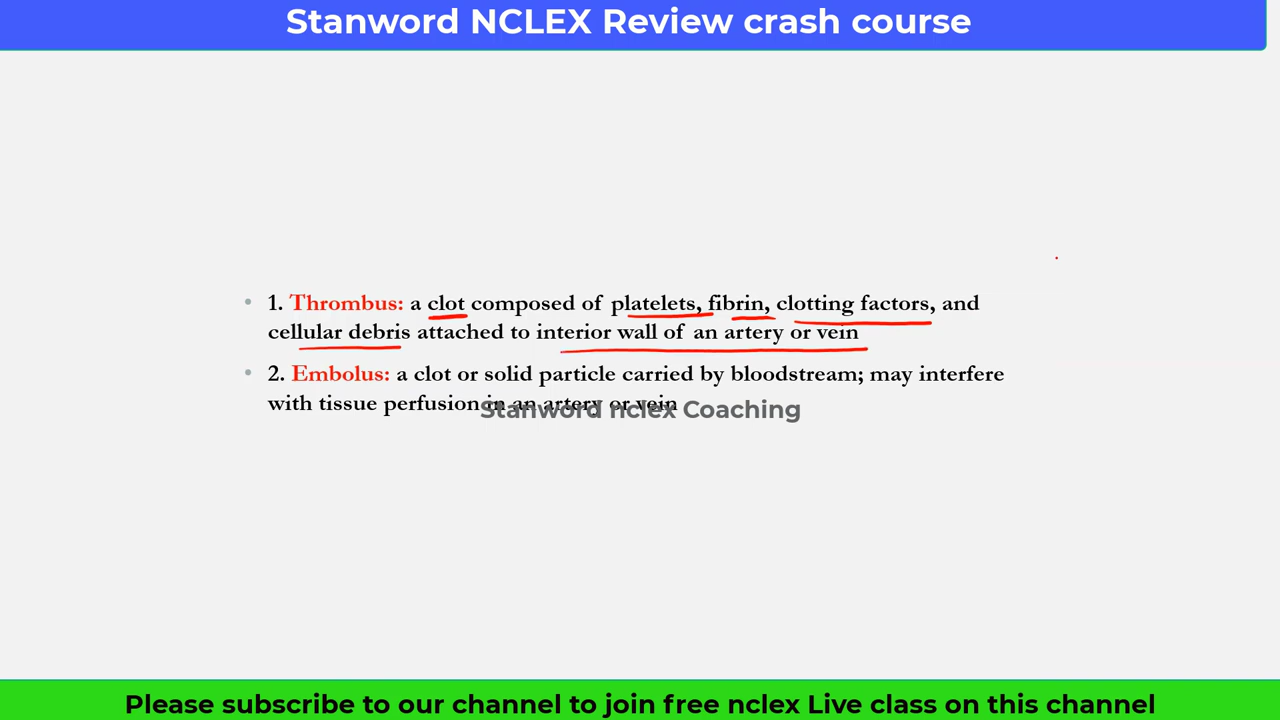 Stanword NCLEX Review crash course
• 1. Thrombus: a clot composed of platelets, fibrin, clotting factors, and
cellular debris attached to interior wall of an artery or vein
• 2. Embolus: a clot or solid particle carried by bloodstream; may interfere
with tissue perfusion in an artery or vein
Stanword nclex Coaching
Please subscribe to our channel to join free nclex Live class on this channel